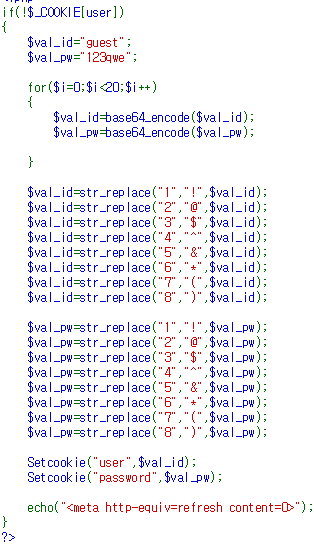 if(!$_COOKIE[user])
{
$val_id="guest";
$val_pw="123qwe";
for($i=0;$i<20;$i++)
{
$val_id=base64_encode($val_id);
$val_pw=base64_encode($val_pw);
}
$val_id=str_replace("1","!",$val_id);
$val_id=str_replace("2","@",$val_id);
$val_id=str_replace("3","$",$val_id);
$val_id=str_replace("4","^",$val_id);
$val_id=str_replace("5","&",$val_id);
$val_id=str_replace("6","*",$val_id);
$val_id=str_replace("7","(",$val_id);
$val_id=str_replace("8",")",$val_id);
$val_pw=str_replace("1","!",$val_pw);
$val_pw=str_replace("2","@",$val_pw);
$val_pw=str_replace("3","$",$val_pw);
$val_pw=str_replace("4","^",$val_pw);
$val_pw=str_replace("5","&",$val_pw);
$val_pw=str_replace("6","*",$val_pw);
$val_pw=str_replace("7","(",$val_pw);
$val_pw=str_replace("8",")",$val_pw);
Setcookie("user",$val_id);
Setcookie("password",$val_pw);
echo("<meta http-equiv=refresh content=0>");
}
?>